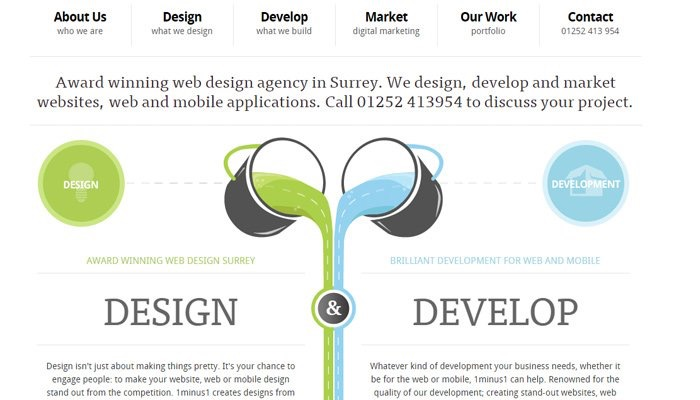 About Us
who we are
Design
what we design
Develop
what we build
Market
digital marketing
Our Work
portfolio
Contact
01252 413 954
Award winning web design agency in Surrey. We design, develop and market
websites, web and mobile applications. Call 01252 413954 to discuss your project.
DESIGN
DEVELOPMENT
AWARD WINNING WEB DESIGN SURREY
BRILLIANT DEVELOPMENT FOR WEB AND MOBILE
DESIGN
&
DEVELOP
Design isn't just about making things pretty. It's your chance to
engage people: to make your website, web or mobile design
stand out from the competition. 1minus1 creates designs from
Whatever kind of development your business needs, whether it
be for the web or mobile, 1minus1 can help. Renowned for the
quality of our development; creating stand-out websites, web